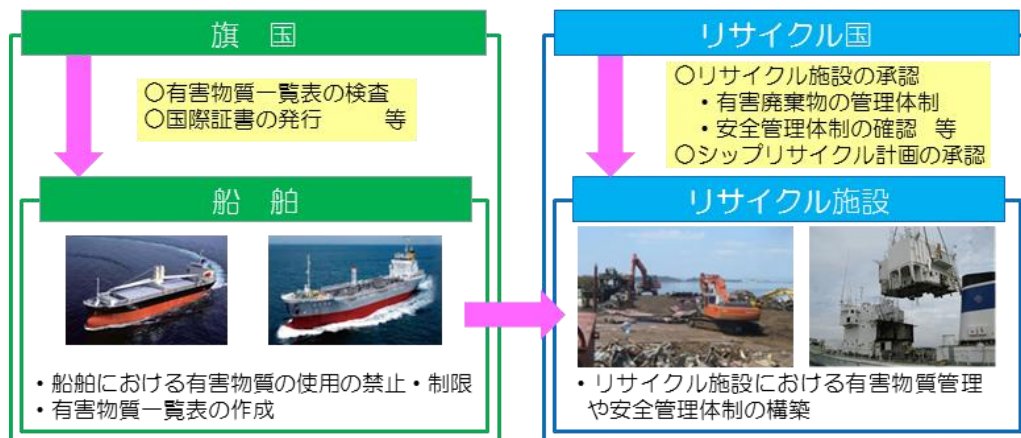 旗 国
○有害物質一覧表の検査
○国際証書の発行 等
船 舶
・船舶における有害物質の使用の禁止・制限
・有害物質一覧表の作成
リサイクル国
○リサイクル施設の承認
・有害廃棄物の管理体制
・安全管理体制の確認 等
○シップリサイクル計画の承認
リサイクル施設
・リサイクル施設における有害物質管理
や安全管理体制の構築